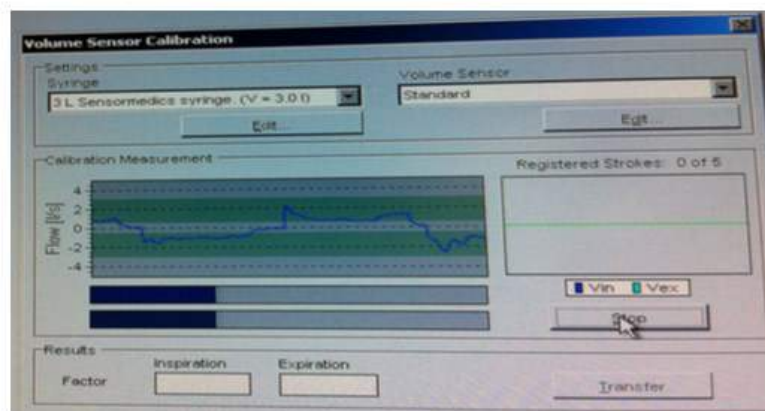 Volume Sensor Calibration
Settings
Syringe
Volume Sensor
3 L Sensormedics syringe. (V = 3.0 l)
Standard
Edit...
Edit...
Calibration Measurement
Registered Strokes: 0 of 5
Flow [l/s]
4
2
0
-2
-4
Vin Vex
Stop
Results
Inspiration Expiration
Factor
Transfer